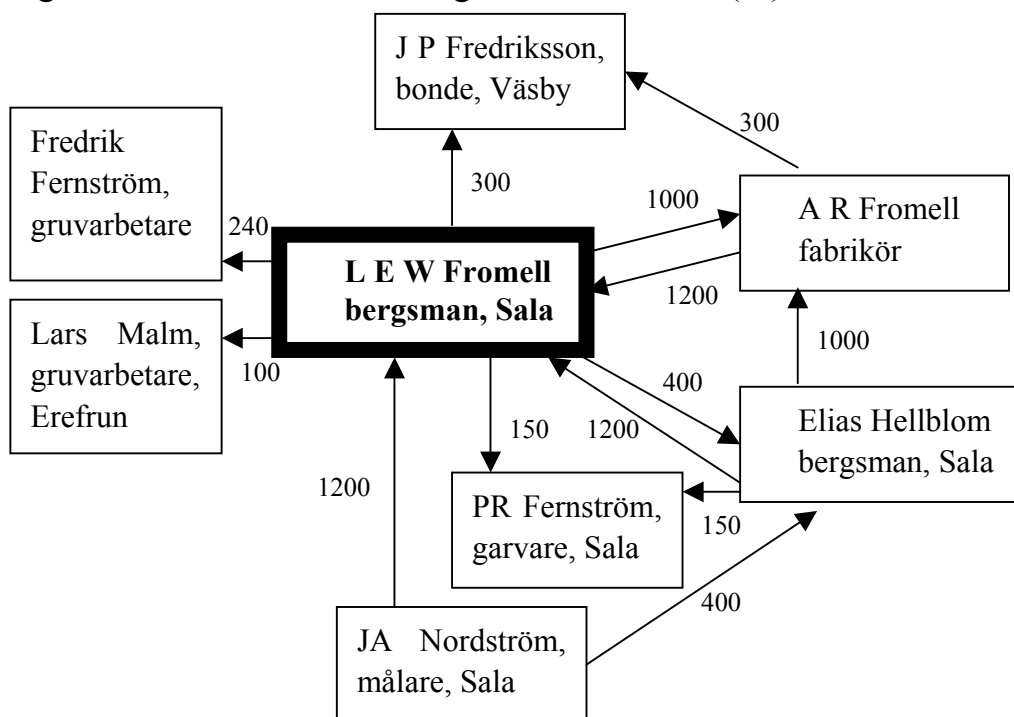 J P Fredriksson,
bonde, Väsby
Fredrik
Fernström,
gruvarbetare
300
300
1000
A R Fromell
fabrikör
240
L E W Fromell
bergsman, Sala
1200
Lars Malm,
gruvarbetare,
Erefrun
100
1000
400
150
1200
Elias Hellblom
bergsman, Sala
1200
PR Fernström,
garvare, Sala
150
400
JA Nordström,
målare, Sala